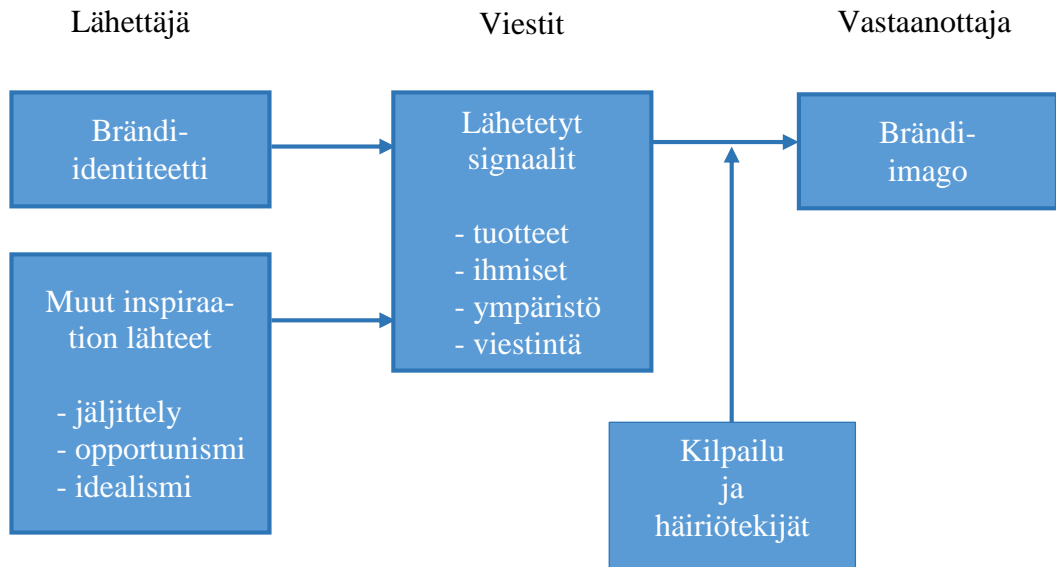 Lähettäjä
Viestit
Vastaanottaja
Brändi-
identiteetti
Muut inspiraa-
tion lähteet
- jäljittely
- opportunismi
- idealismi
Lähetetyt
signaalit
- tuotteet
- ihmiset
- ympäristö
- viestintä
Brändi-
imago
Kilpailu
ja
häiriötekijät